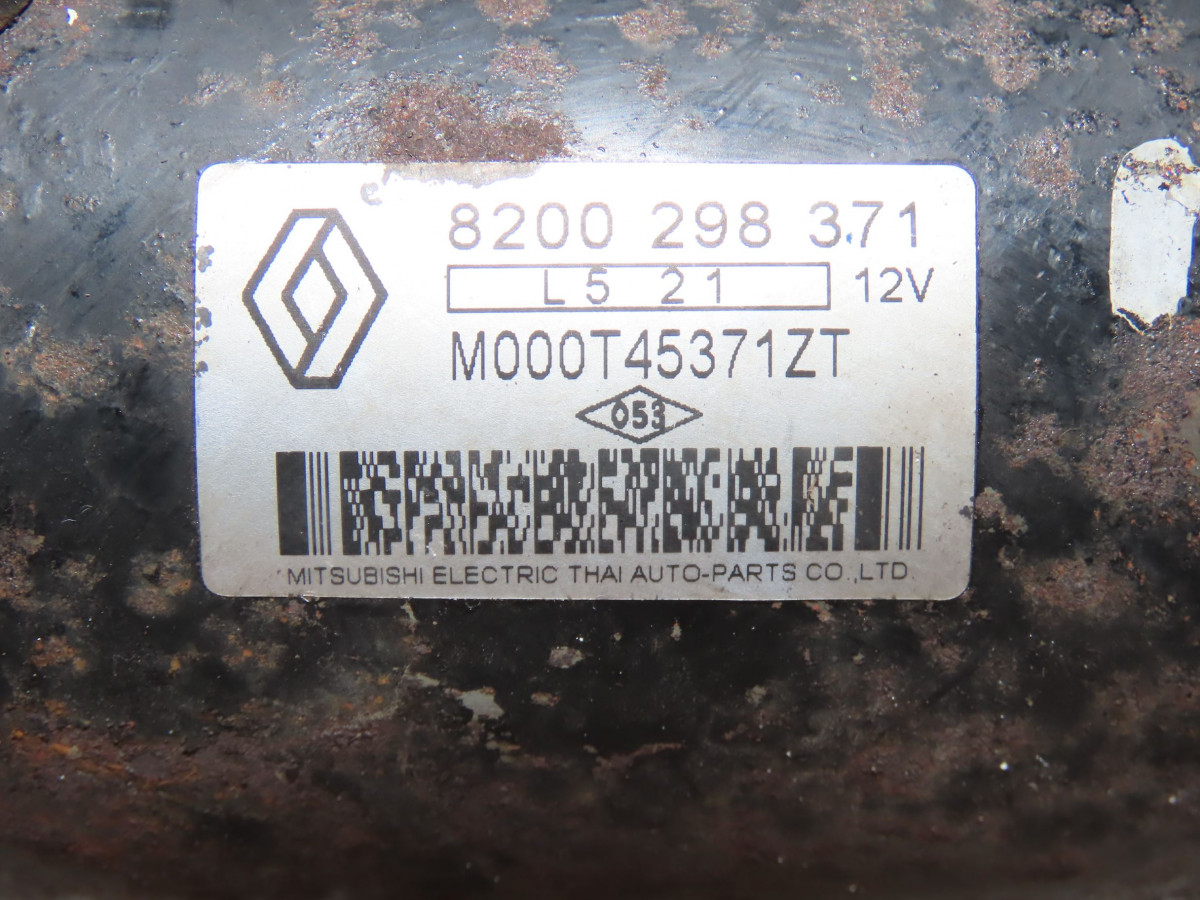 8200 298 371
L5 21 12V
M000T45371ZT
053
MITSUBISHI ELECTRIC THAI AUTO-PARTS CO.,LTD.